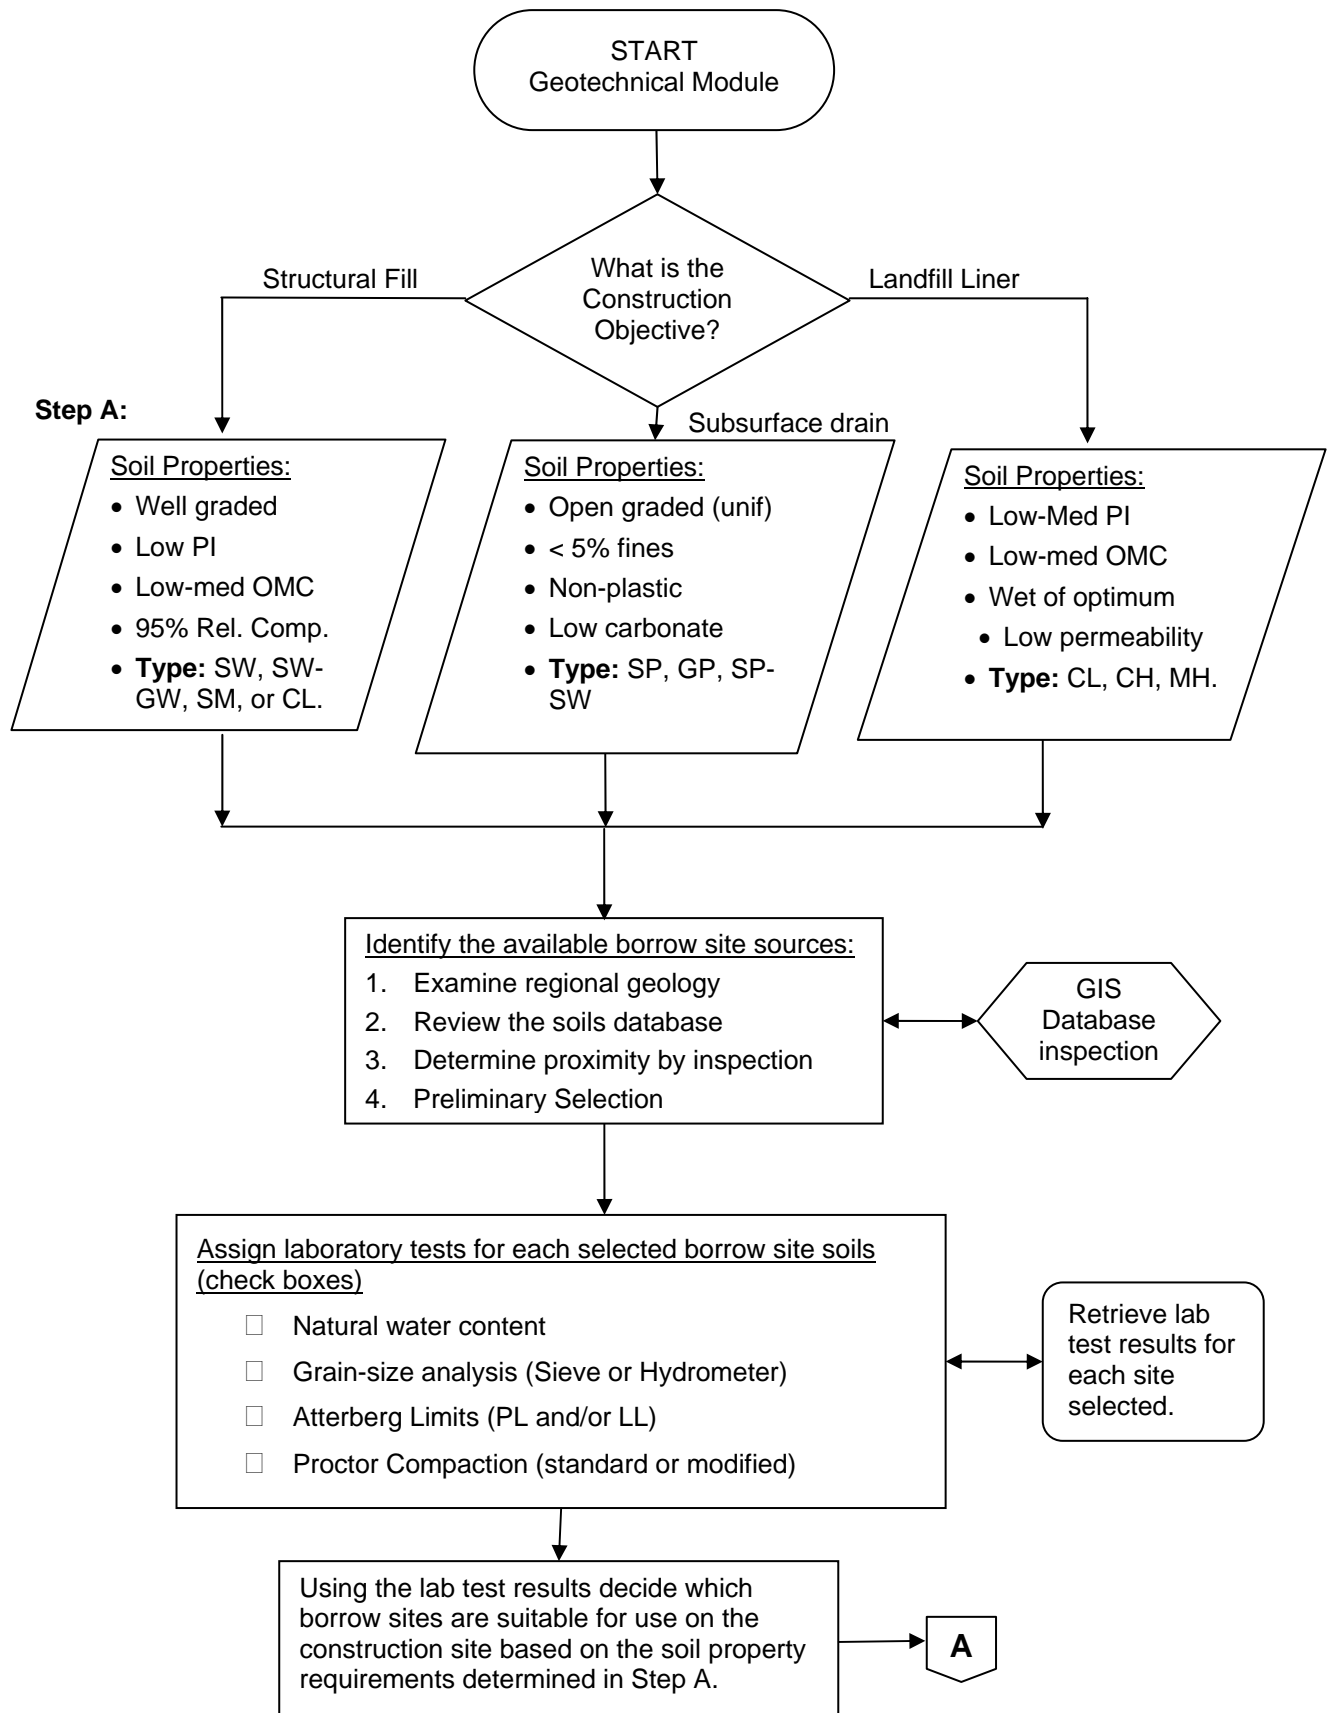 START
Geotechnical Module
What is the
Construction
Objective?
Structural Fill
Landfill Liner
Subsurface drain
Step A:
Soil Properties:
• Well graded
• Low PI
• Low-med OMC
• 95% Rel. Comp.
• Type: SW, SW-
GW, SM, or CL.
Soil Properties:
• Open graded (unif)
• < 5% fines
• Non-plastic
• Low carbonate
• Type: SP, GP, SP-
SW
Soil Properties:
• Low-Med PI
• Low-med OMC
• Wet of optimum
• Low permeability
• Type: CL, CH, MH.
Identify the available borrow site sources:
1. Examine regional geology
2. Review the soils database
3. Determine proximity by inspection
4. Preliminary Selection
GIS
Database
inspection
Assign laboratory tests for each selected borrow site soils
(check boxes)
☐ Natural water content
☐ Grain-size analysis (Sieve or Hydrometer)
☐ Atterberg Limits (PL and/or LL)
☐ Proctor Compaction (standard or modified)
Retrieve lab
test results for
each site
selected.
Using the lab test results decide which
borrow sites are suitable for use on the
construction site based on the soil property
requirements determined in Step A.
A